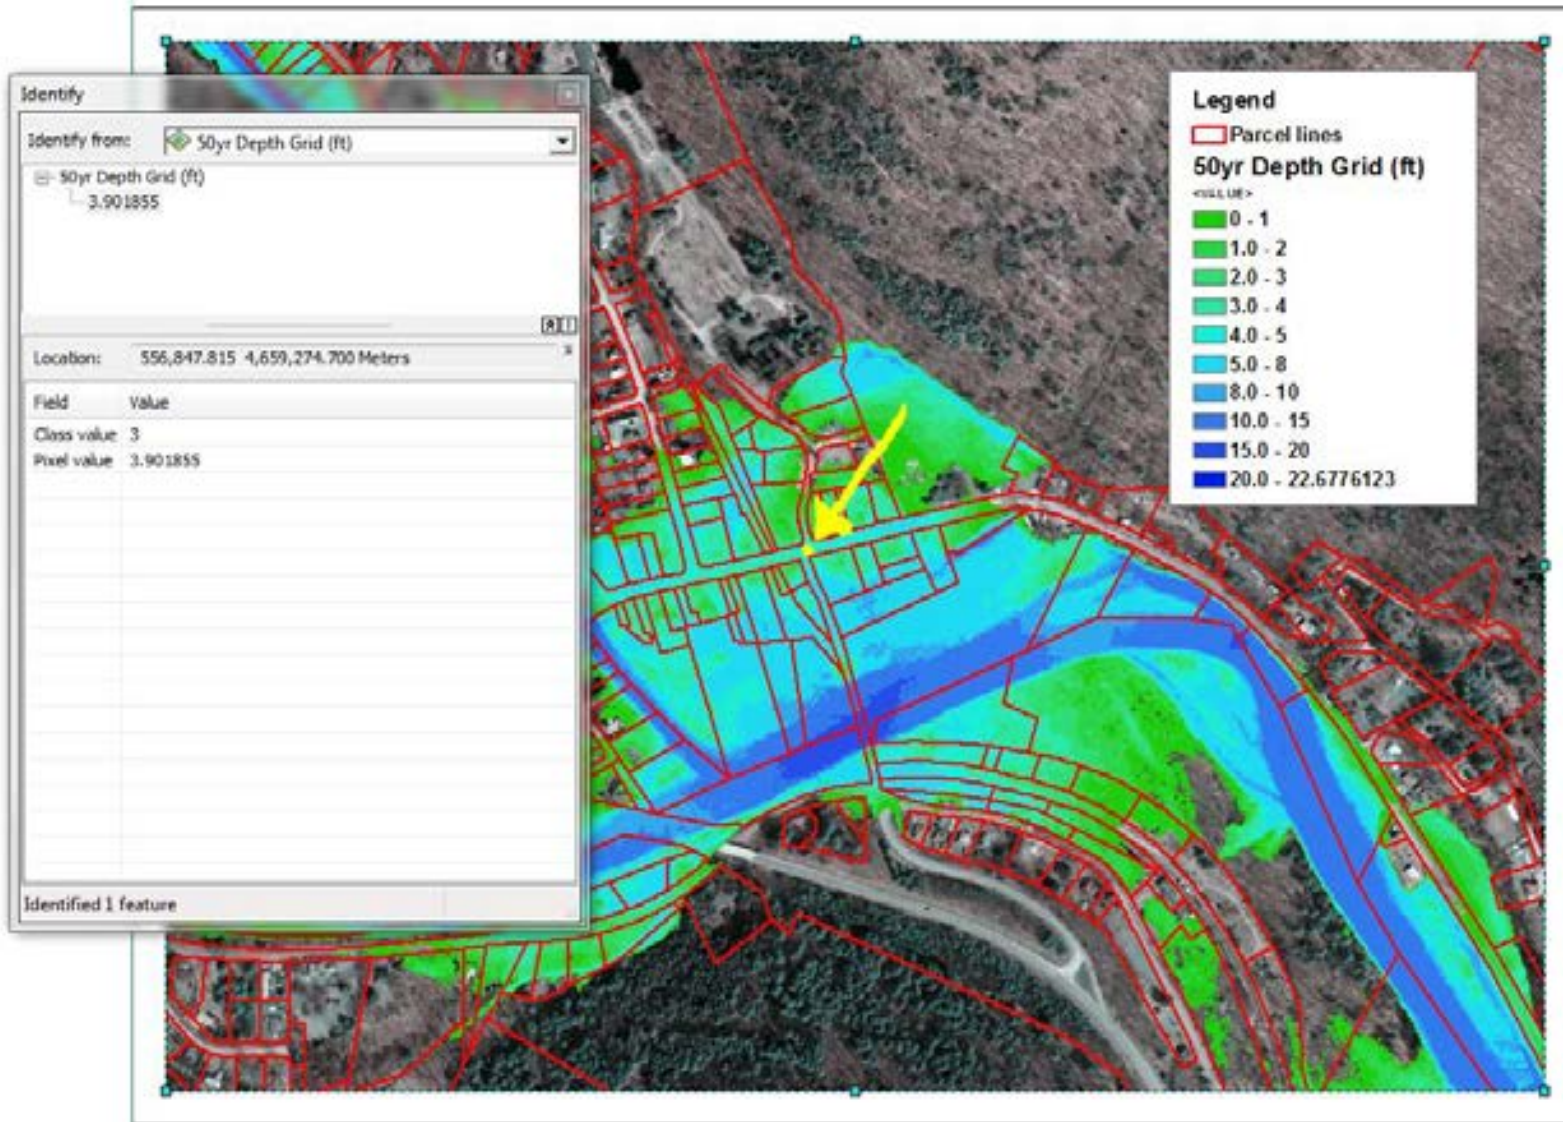 Identify
Identify from: 50yr Depth Grid (ft)
50yr Depth Grid (ft)
3.901855
Location: 556,847.815 4,659,274.700 Meters
Field Value
Class value 3
Pixel value 3.901855
Identified 1 feature
Legend
Parcel lines
50yr Depth Grid (ft)
<VALUE>
0 - 1
1.0 - 2
2.0 - 3
3.0 - 4
4.0 - 5
5.0 - 8
8.0 - 10
10.0 - 15
15.0 - 20
20.0 - 22.6776123